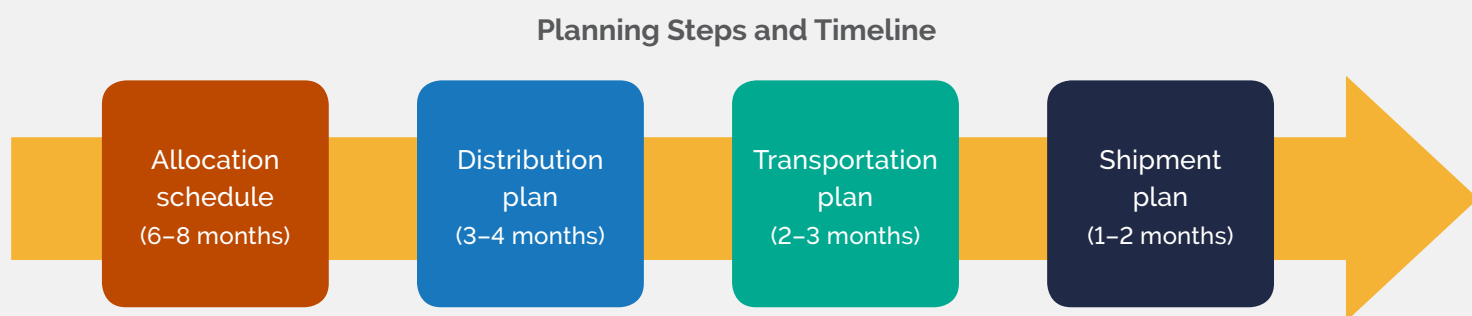 Planning Steps and Timeline
Allocation
schedule
(6–8 months)
Distribution
plan
(3–4 months)
Transportation
plan
(2–3 months)
Shipment
plan
(1–2 months)